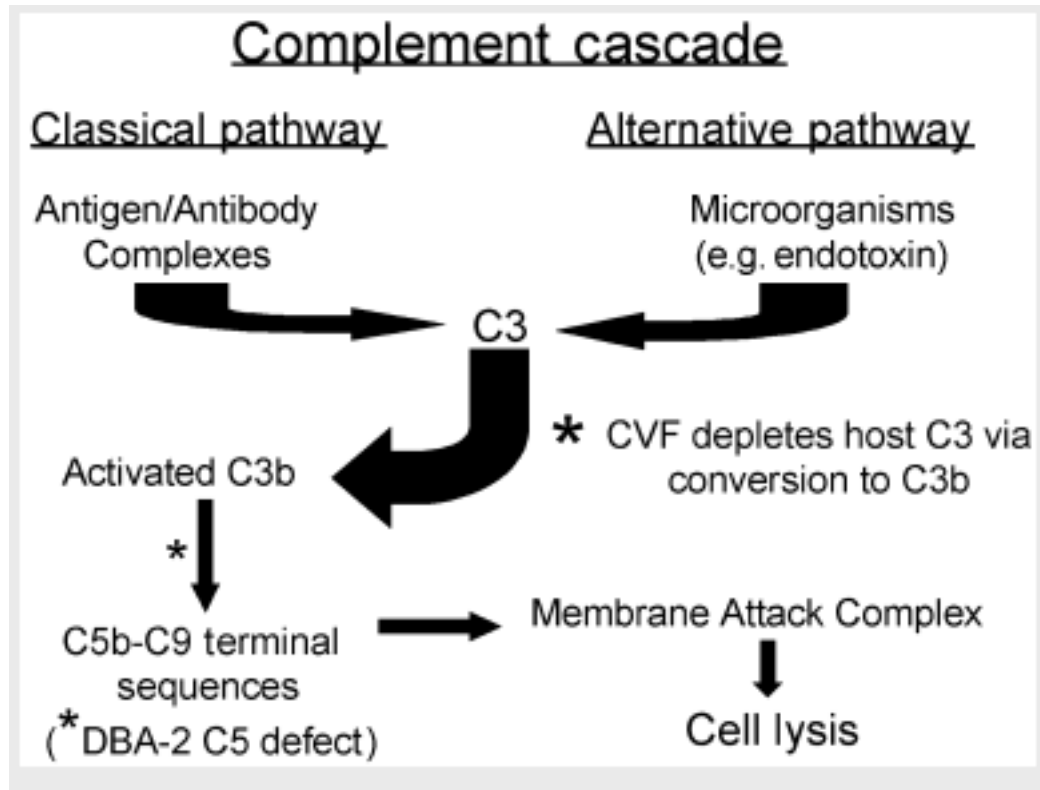 Complement cascade
Classical pathway
Alternative pathway
Antigen/Antibody
Complexes
Microorganisms
(e.g. endotoxin)
C3
* CVF depletes host C3 via
conversion to C3b
Activated C3b
*
C5b-C9 terminal
sequences
(*DBA-2 C5 defect)
Membrane Attack Complex
Cell lysis